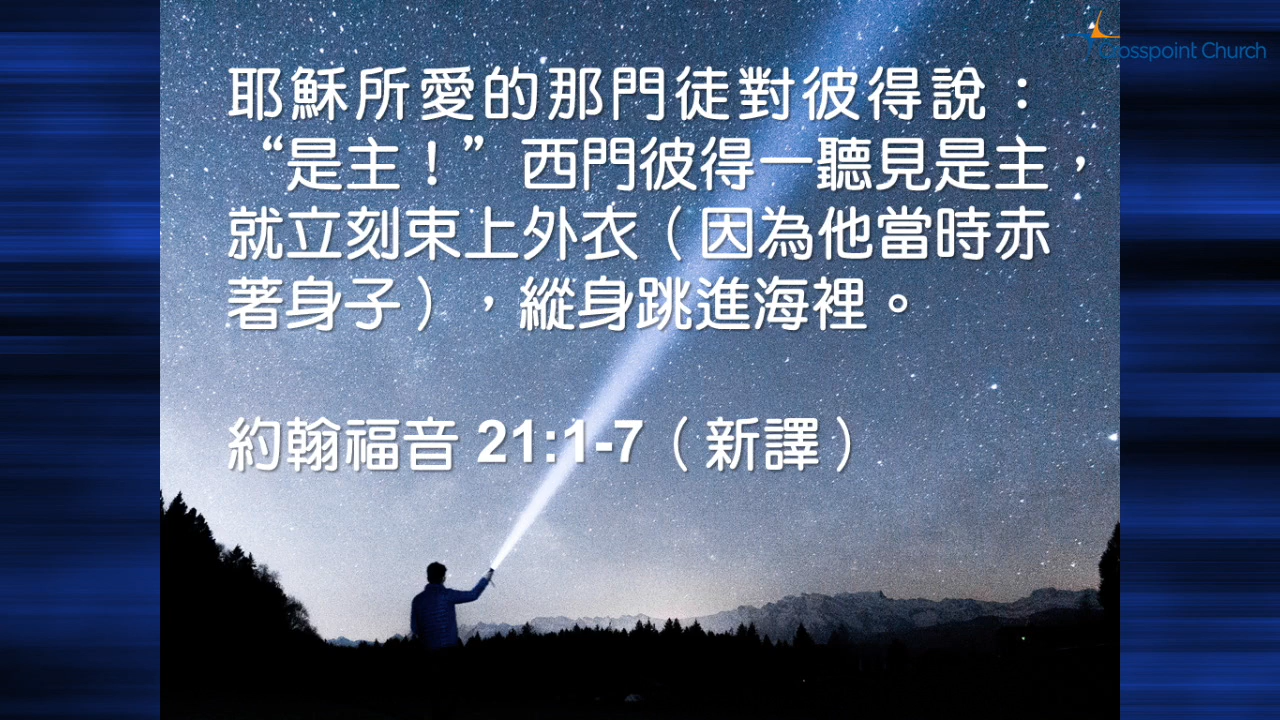 Crosspoint Church
耶穌所愛的那門徒對彼得說：
“是主！”西門彼得一聽見是主，
就立刻束上外衣（因為他當時赤
著身子），縱身跳進海裡。
約翰福音 21:1-7（新譯）